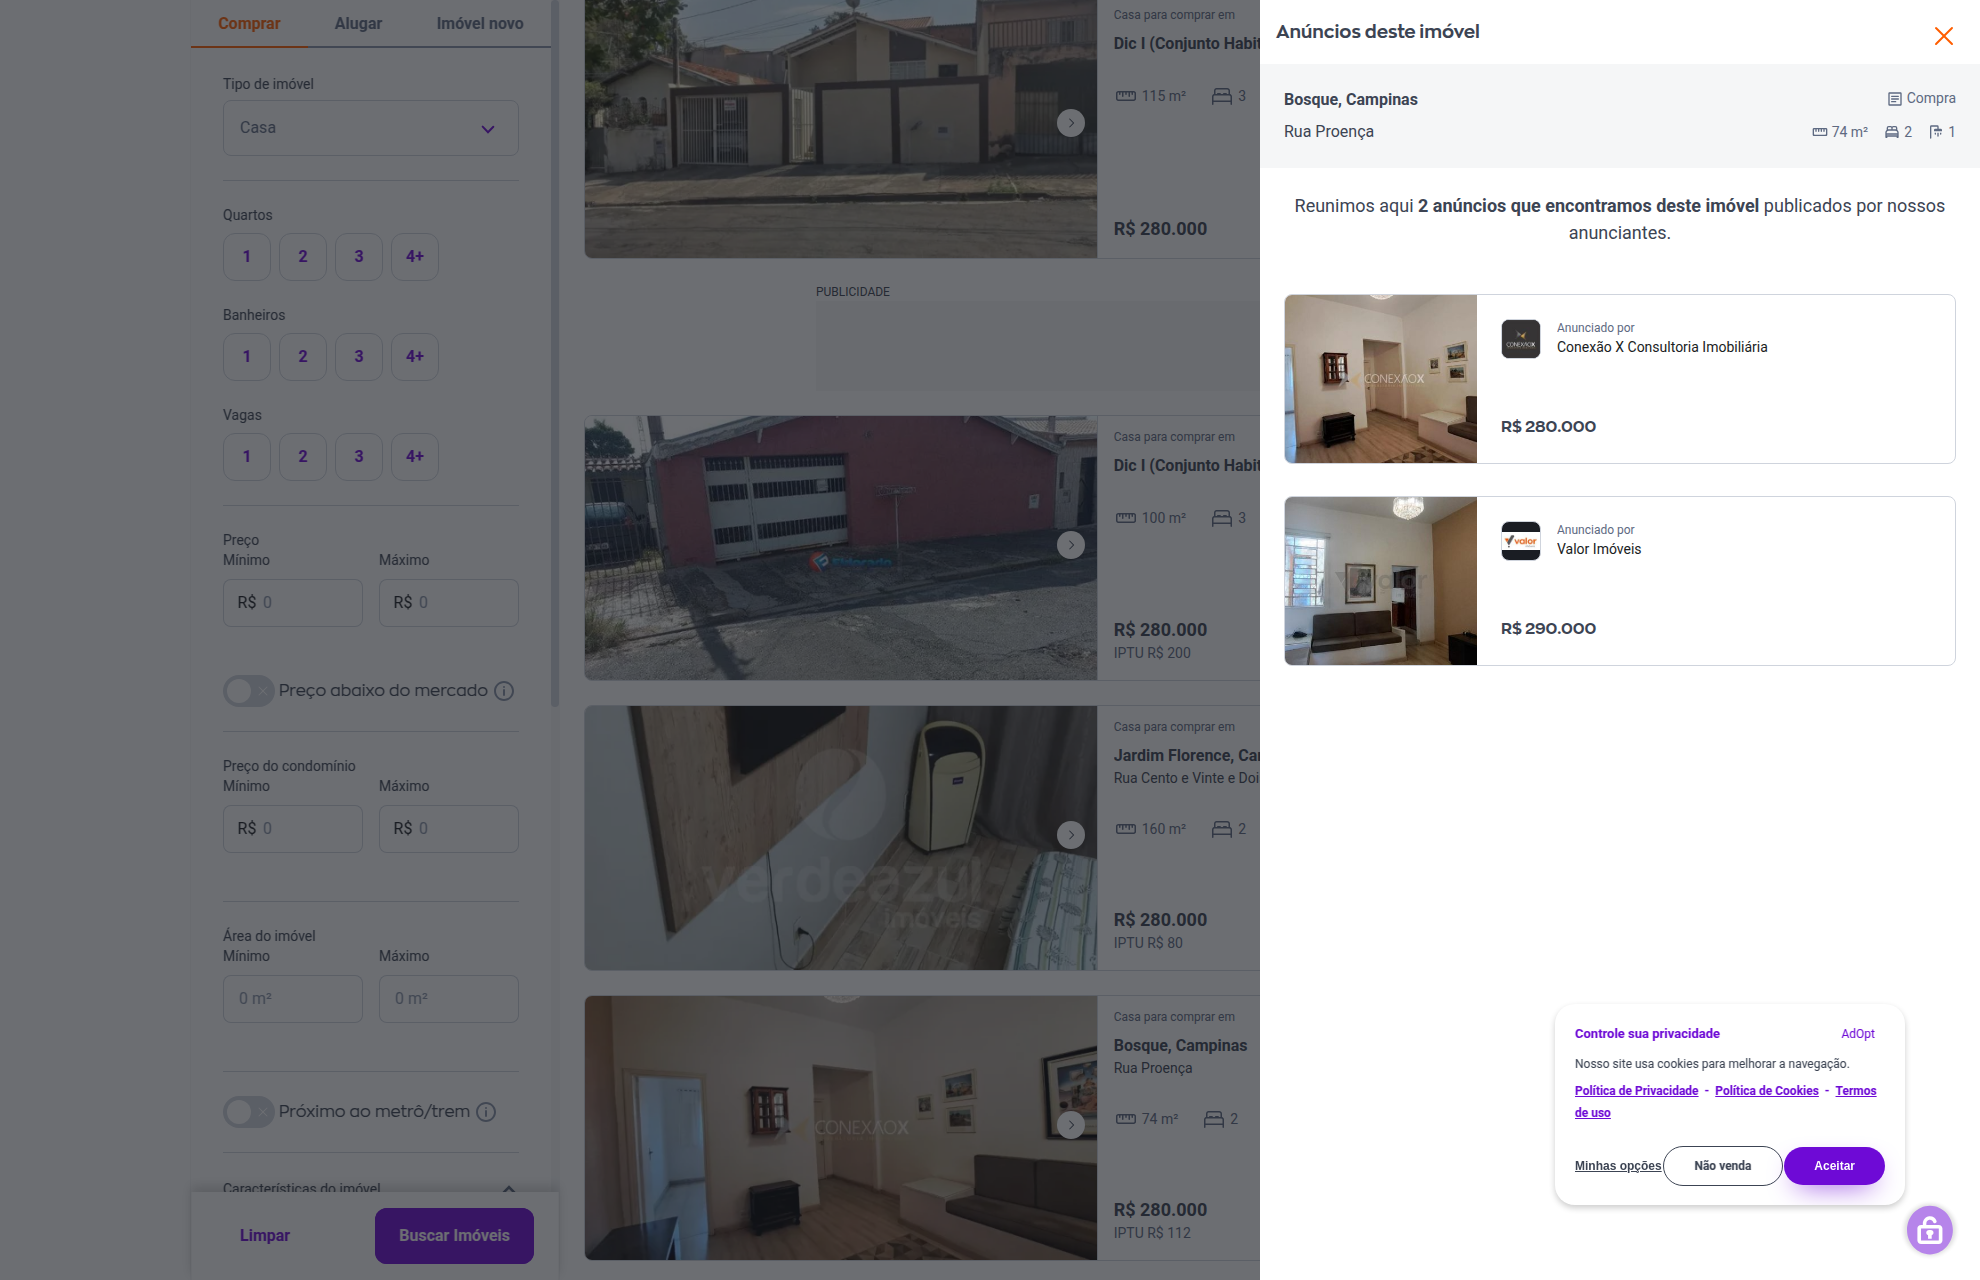 Comprar
Alugar
Imóvel novo
Tipo de imóvel
Casa
Quartos
1
2
3
4+
Banheiros
1
2
3
4+
Vagas
1
2
3
4+
Preço
Mínimo
Máximo
R$ 0
R$ 0
Preço abaixo do mercado
Preço do condomínio
Mínimo
Máximo
R$ 0
R$ 0
Área do imóvel
Mínimo
Máximo
0 m²
0 m²
Próximo ao metrô/trem
Características do imóvel
Limpar
Buscar Imóveis
Casa para comprar em
Dic I (Conjunto Habit
115 m²
3
R$ 280.000
PUBLICIDADE
Eldorado
Casa para comprar em
Dic I (Conjunto Habit
100 m²
3
R$ 280.000
IPTU R$ 200
verdeazul
imóveis
Casa para comprar em
Jardim Florence, Ca
Rua Cento e Vinte e Doi
160 m²
2
R$ 280.000
IPTU R$ 80
CONEXAOX
Casa para comprar em
Bosque, Campinas
Rua Proença
74 m²
2
R$ 280.000
IPTU R$ 112
Anúncios deste imóvel
Bosque, Campinas
Compra
Rua Proença
74 m²
2
1
Reunimos aqui 2 anúncios que encontramos deste imóvel publicados por nossos
anunciantes.
CONEXAOX
CONEXAOX
Anunciado por
Conexão X Consultoria Imobiliária
R$ 280.000
valor
valor
Anunciado por
Valor Imóveis
R$ 290.000
Controle sua privacidade
AdOpt
Nosso site usa cookies para melhorar a navegação.
Política de Privacidade - Política de Cookies - Termos
de uso
Minhas opções
Não venda
Aceitar